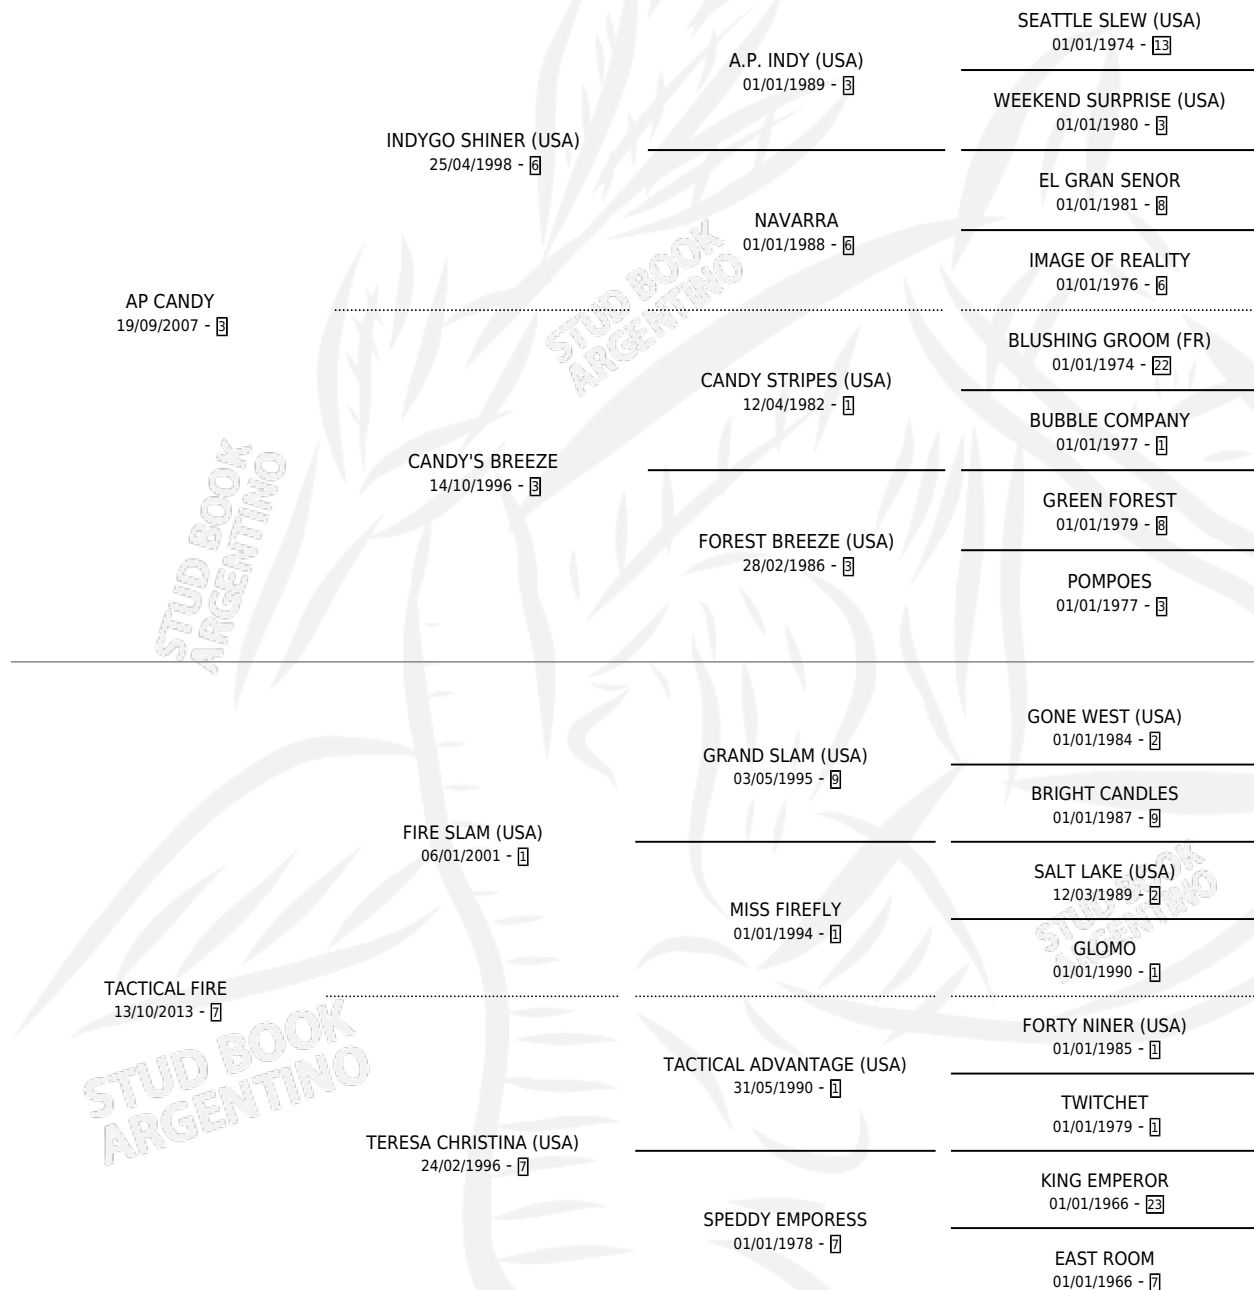 SEATTLE SLEW (USA)
01/01/1974 - 13
A.P. INDY (USA)
01/01/1989 - 3
WEEKEND SURPRISE (USA)
01/01/1980 - 3
INDYGO SHINER (USA)
25/04/1998 - 6
EL GRAN SENOR
01/01/1981 - 8
NAVARRA
01/01/1988 - 6
IMAGE OF REALITY
01/01/1976 - 6
AP CANDY
19/09/2007 - 3
BLUSHING GROOM (FR)
01/01/1974 - 22
CANDY STRIPES (USA)
12/04/1982 - 1
BUBBLE COMPANY
01/01/1977 - 1
CANDY'S BREEZE
14/10/1996 - 3
GREEN FOREST
01/01/1979 - 8
FOREST BREEZE (USA)
28/02/1986 - 3
POMPOES
01/01/1977 - 3
GONE WEST (USA)
01/01/1984 - 2
GRAND SLAM (USA)
03/05/1995 - 9
BRIGHT CANDLES
01/01/1987 - 9
FIRE SLAM (USA)
06/01/2001 - 1
SALT LAKE (USA)
12/03/1989 - 2
MISS FIREFLY
01/01/1994 - 1
GLOMO
01/01/1990 - 1
TACTICAL FIRE
13/10/2013 - 7
FORTY NINER (USA)
01/01/1985 - 1
TACTICAL ADVANTAGE (USA)
31/05/1990 - 1
TWITCHET
01/01/1979 - 1
TERESA CHRISTINA (USA)
24/02/1996 - 7
KING EMPEROR
01/01/1966 - 23
SPEDDY EMPORESS
01/01/1978 - 7
EAST ROOM
01/01/1966 - 7
STUD BOOK
ARGENTINO
STUD BOOK
ARGENTINO
STUD BOOK
ARGENTINO
STUD BOOK
ARGENTINO